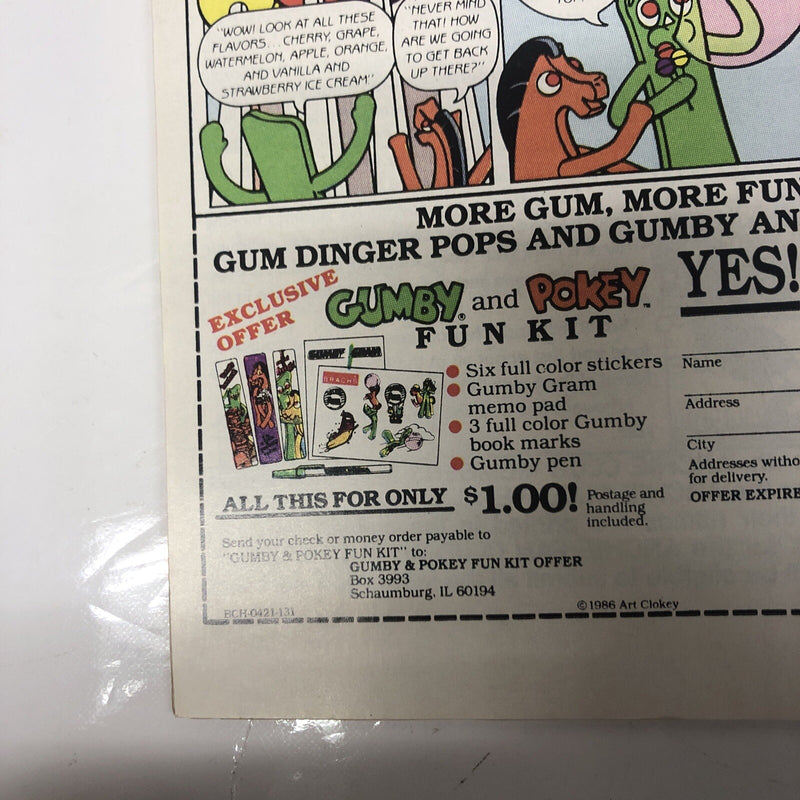 "WOW! LOOK AT ALL THESE
FLAVORS... CHERRY, GRAPE,
WATERMELON, APPLE, ORANGE,
AND VANILLA AND
STRAWBERRY ICE CREAM"
"NEVER MIND
THAT! HOW
ARE WE GOING
TO GET BACK
UP THERE?"
MORE GUM, MORE FUN
GUM DINGER POPS AND GUMBY AN
EXCLUSIVE
OFFER
GUMBY® and POKEY™
FUN KIT
BRACHS
Six full color stickers
Gumby Gram
memo pad
3 full color Gumby
book marks
Gumby pen
ALL THIS FOR ONLY $1.00!
Postage and
handling
included.
Send your check or money order payable to
"GUMBY & POKEY FUN KIT" to:
GUMBY & POKEY FUN KIT OFFER
Box 3993
Schaumburg, IL 60194
BCH-0421-131
©1986 Art Clokey
YES!
Name
Address
City
Addresses witho
for delivery.
OFFER EXPIRE